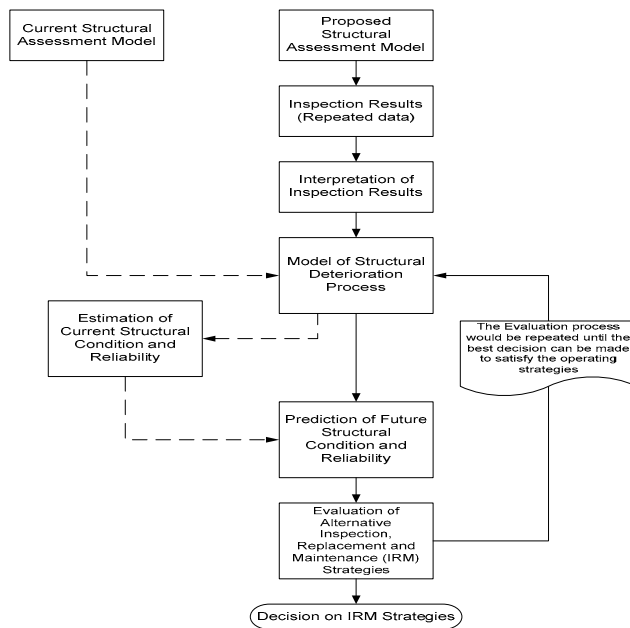 Current Structural
Assessment Model
Proposed
Structural
Assessment Model
Inspection Results
(Repeated data)
Interpretation of
Inspection Results
Model of Structural
Deterioration
Process
Estimation of
Current Structural
Condition and
Reliability
The Evaluation process
would be repeated until the
best decision can be made
to satisfy the operating
strategies
Prediction of Future
Structural
Condition and
Reliability
Evaluation of
Alternative
Inspection,
Replacement and
Maintenance (IRM)
Strategies
Decision on IRM Strategies